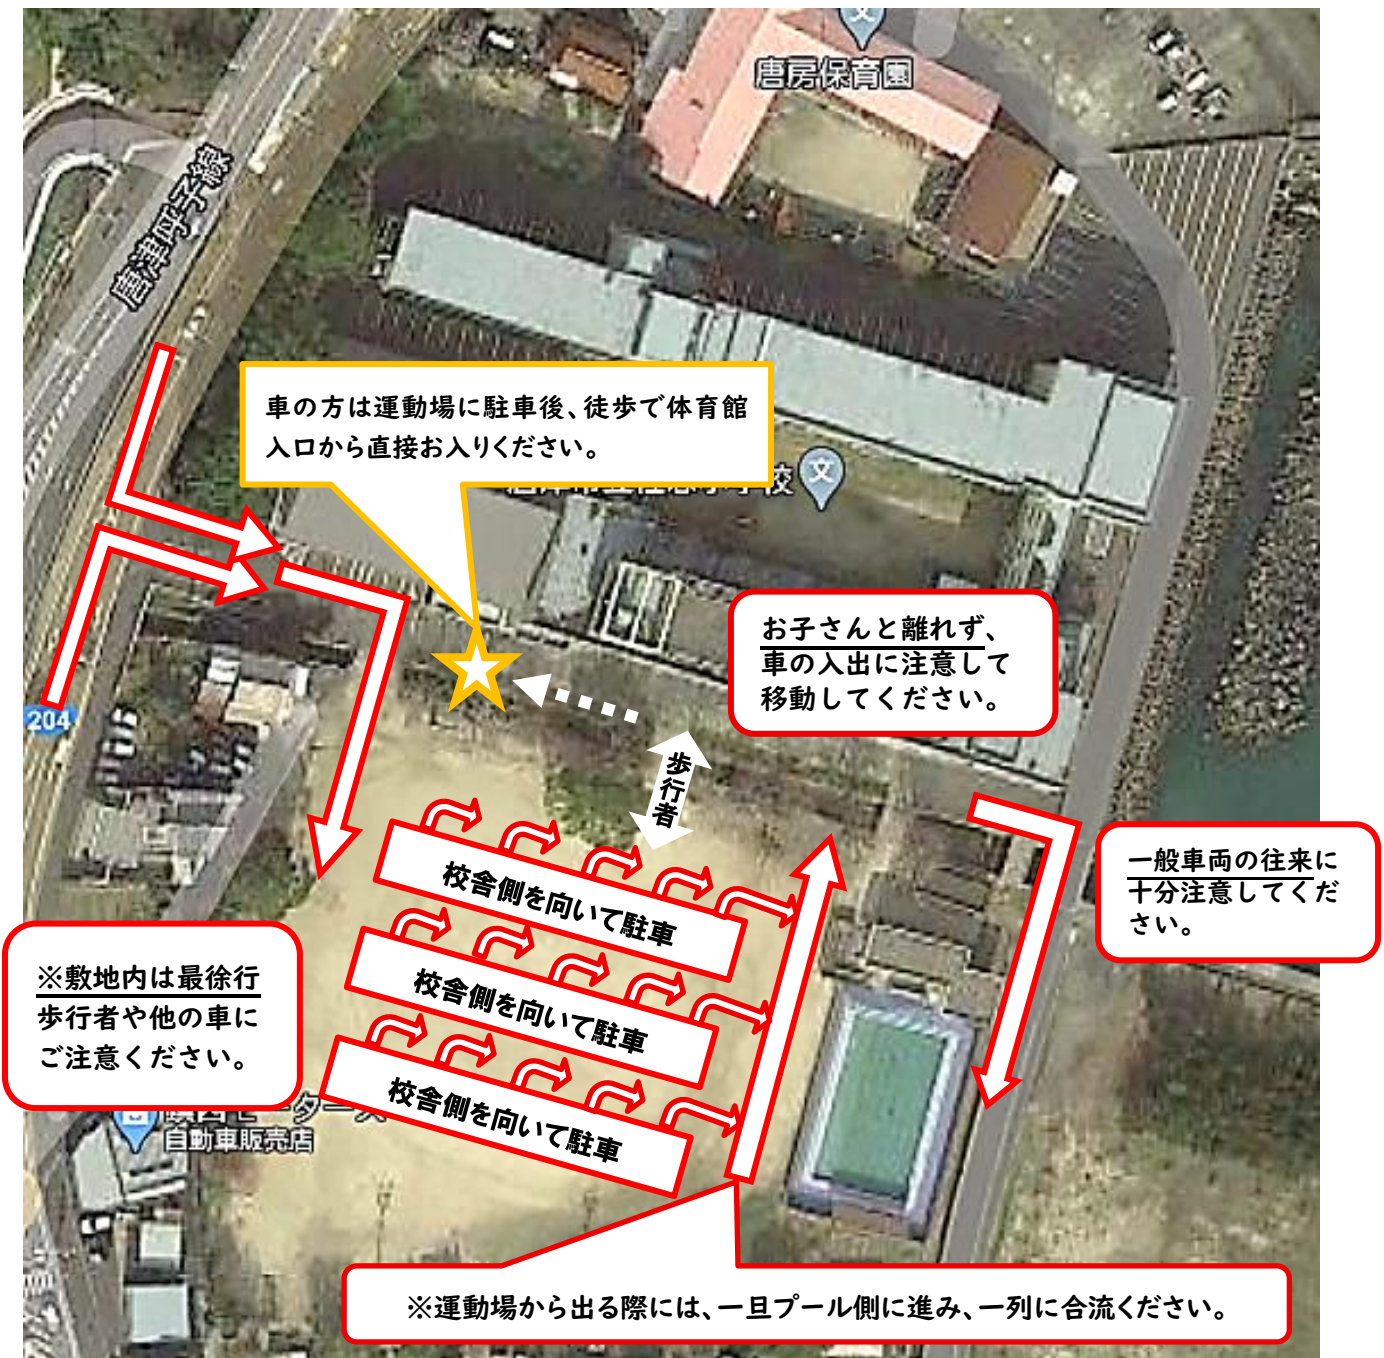 唐房保育園
唐津呼子線
車の方は運動場に駐車後、徒歩で体育館
入口から直接お入りください。
校
文
お子さんと離れず、
車の入出に注意して
移動してください。
204
歩行者
一般車両の往来に
十分注意してくだ
さい。
校舎側を向いて駐車
校舎側を向いて駐車
校舎側を向いて駐車
※敷地内は最徐行
歩行者や他の車に
ご注意ください。
自動車販売店
※運動場から出る際には、一旦プール側に進み、一列に合流ください。